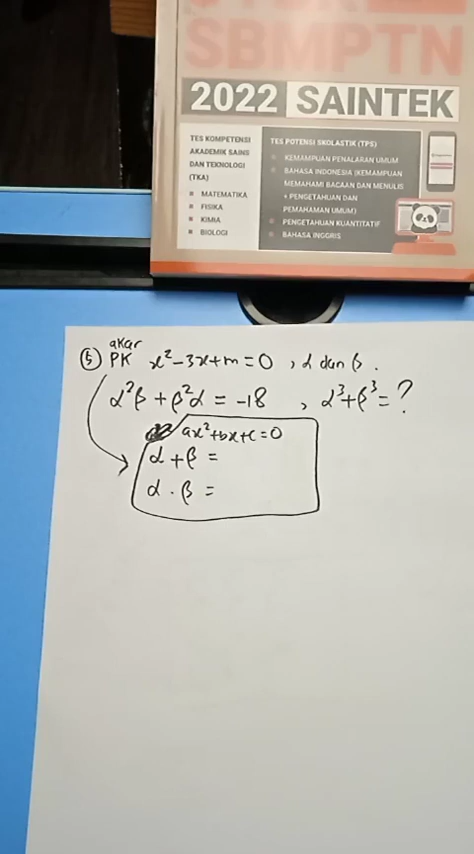 SBMPTN
2022 SAINTEK
TES KOMPETENSI
AKADEMIK SAINS
DAN TEKNOLOGI
(TKA)
MATEMATIKA
FISIKA
KIMIA
BIOLOGI
TES POTENSI SKOLASTIK (TPS)
KEMAMPUAN PENALARAN UMUM
BAHASA INDONESIA (KEMAMPUAN
MEMAHAMI BACAAN DAN MENULIS
+ PENGETAHUAN DAN
PEMAHAMAN UMUM)
PENGETAHUAN KUANTITATIF
BAHASA INGGRIS
akar
⑤ PK x²-3x+m=0 , α dan β.
α²β + β²α = -18 , α³+β³=?
ax²+bx+c=0
α + β =
α . β =